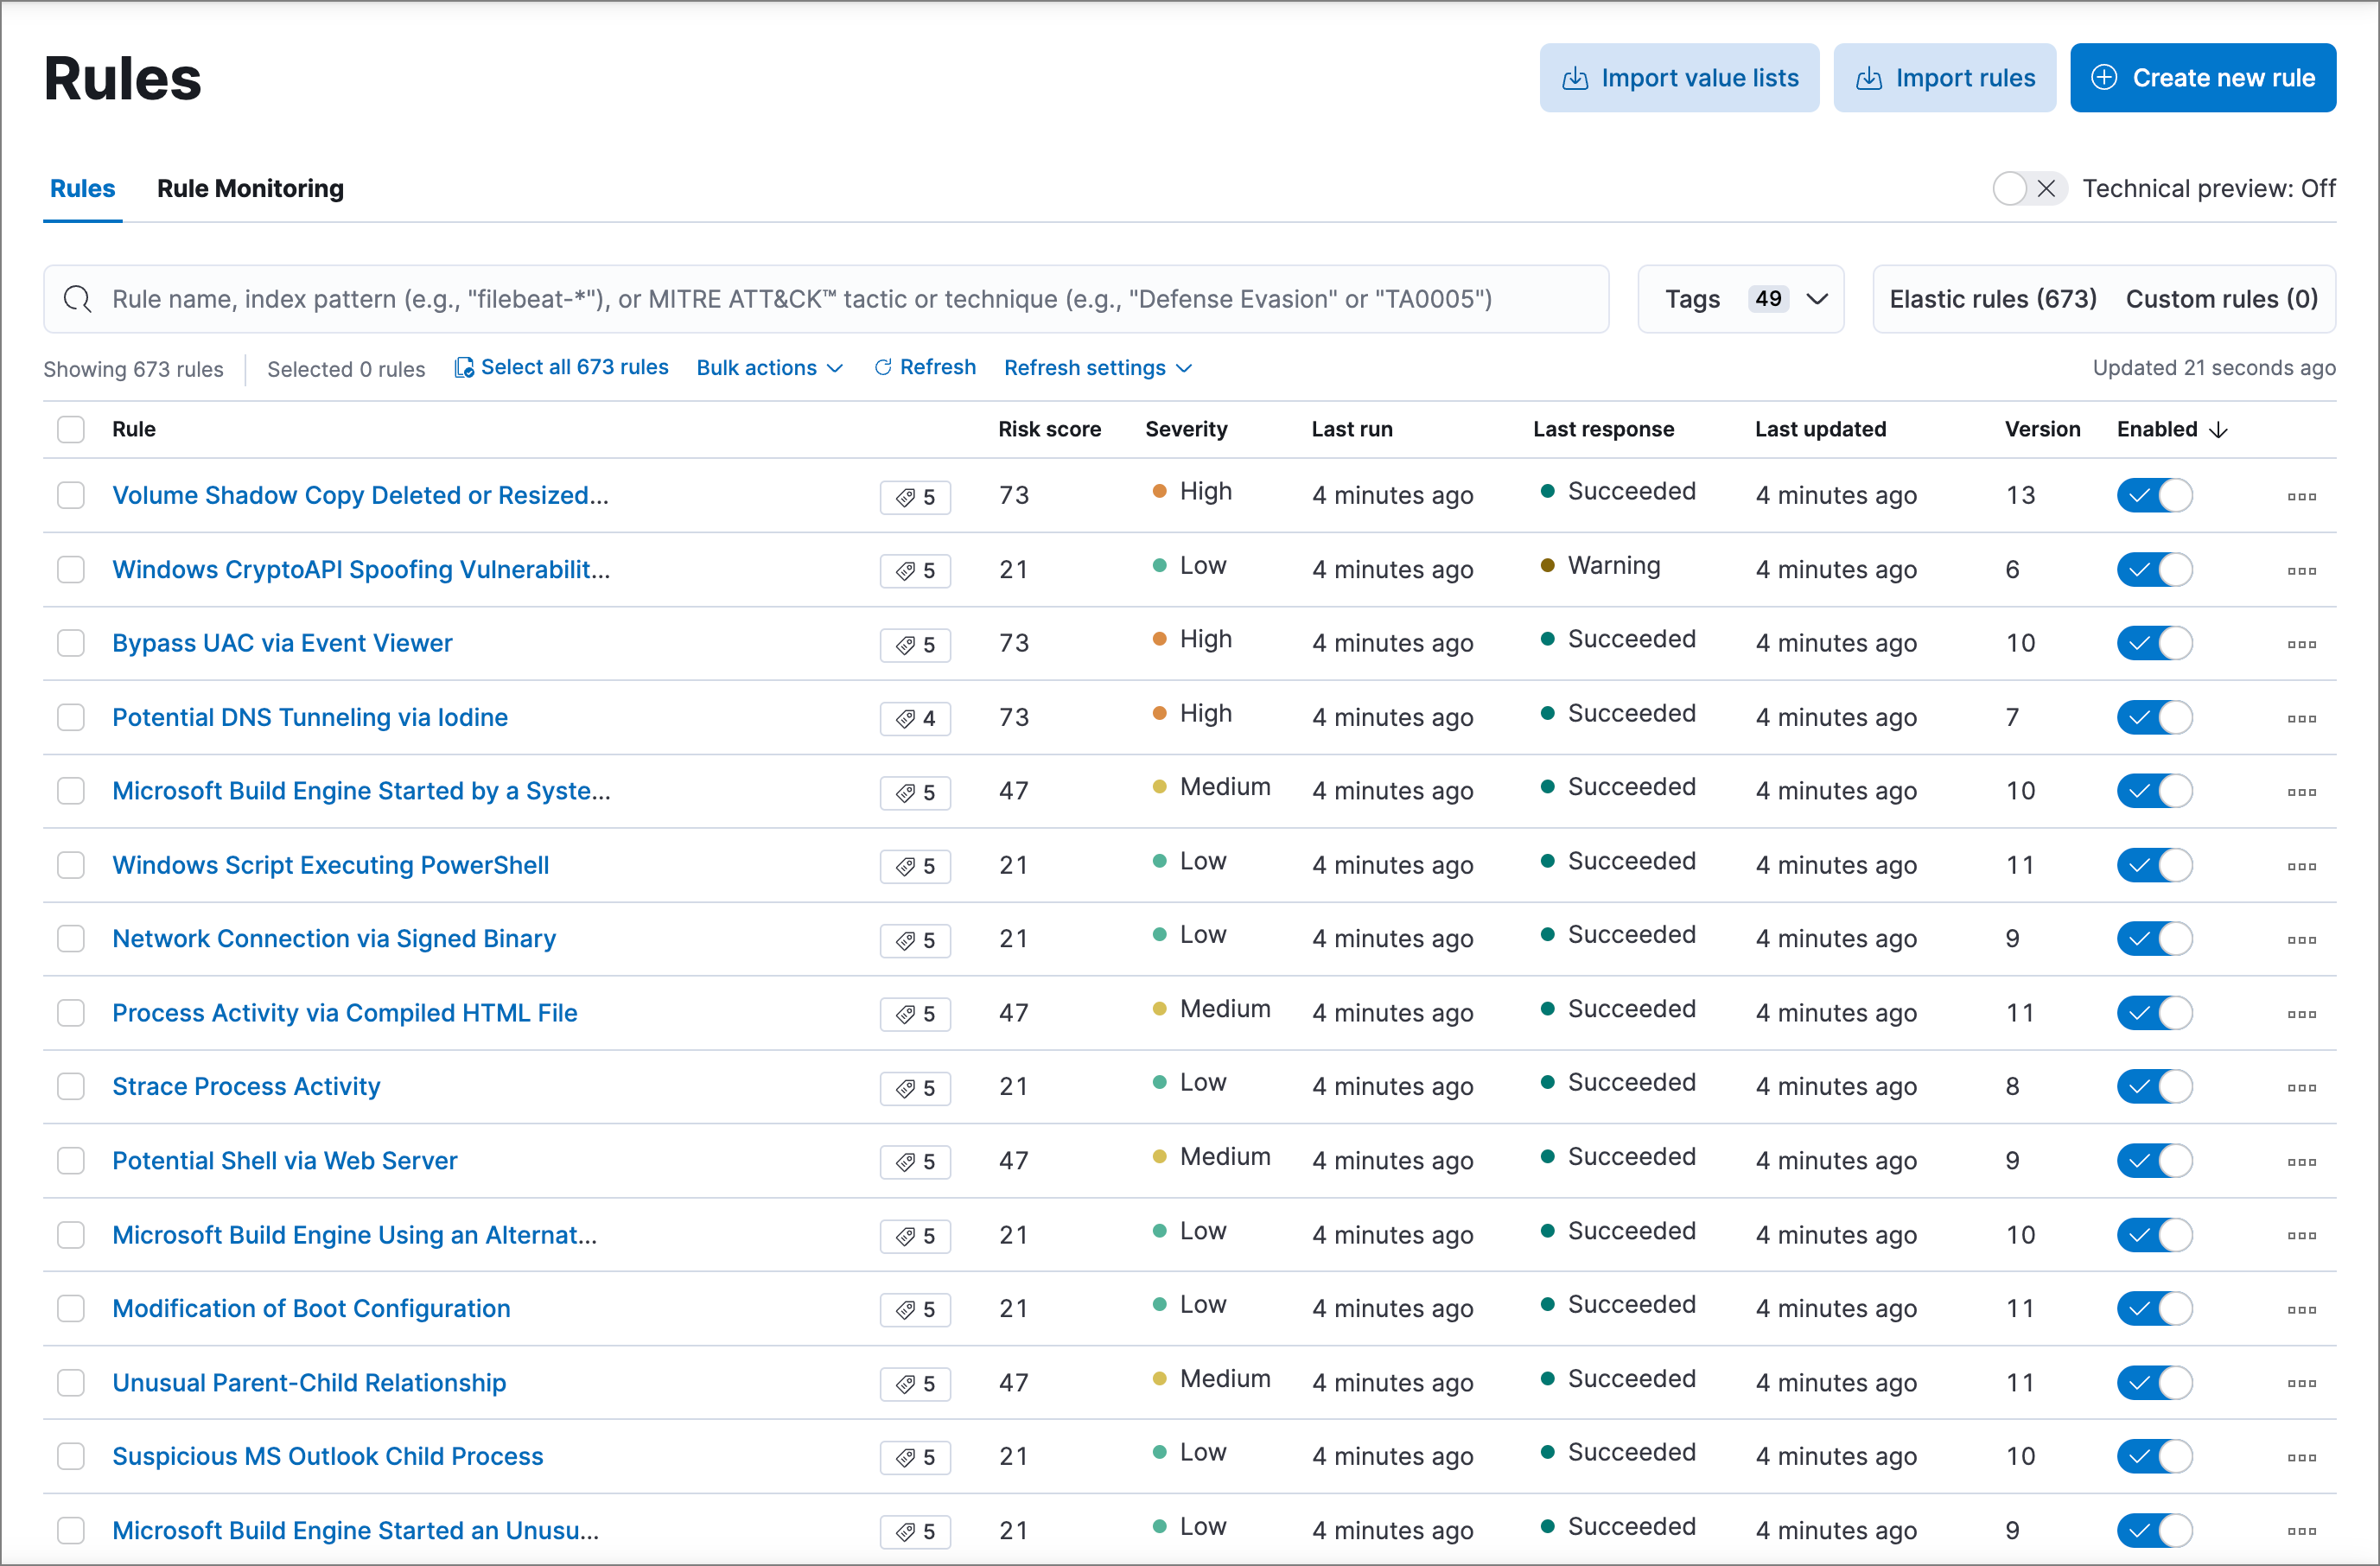 Rules
Import value lists
Import rules
Create new rule
Rules Rule Monitoring
Technical preview: Off
Rule name, index pattern (e.g., "filebeat-*"), or MITRE ATT&CK™ tactic or technique (e.g., "Defense Evasion" or "TA0005")
Tags 49
Elastic rules (673) Custom rules (0)
Showing 673 rules Selected 0 rules Select all 673 rules Bulk actions Refresh Refresh settings Updated 21 seconds ago
Rule Risk score Severity Last run Last response Last updated Version Enabled
Volume Shadow Copy Deleted or Resized... 5 73 High 4 minutes ago Succeeded 4 minutes ago 13
Windows CryptoAPI Spoofing Vulnerabilit... 5 21 Low 4 minutes ago Warning 4 minutes ago 6
Bypass UAC via Event Viewer 5 73 High 4 minutes ago Succeeded 4 minutes ago 10
Potential DNS Tunneling via Iodine 4 73 High 4 minutes ago Succeeded 4 minutes ago 7
Microsoft Build Engine Started by a Syste... 5 47 Medium 4 minutes ago Succeeded 4 minutes ago 10
Windows Script Executing PowerShell 5 21 Low 4 minutes ago Succeeded 4 minutes ago 11
Network Connection via Signed Binary 5 21 Low 4 minutes ago Succeeded 4 minutes ago 9
Process Activity via Compiled HTML File 5 47 Medium 4 minutes ago Succeeded 4 minutes ago 11
Strace Process Activity 5 21 Low 4 minutes ago Succeeded 4 minutes ago 8
Potential Shell via Web Server 5 47 Medium 4 minutes ago Succeeded 4 minutes ago 9
Microsoft Build Engine Using an Alternat... 5 21 Low 4 minutes ago Succeeded 4 minutes ago 10
Modification of Boot Configuration 5 21 Low 4 minutes ago Succeeded 4 minutes ago 11
Unusual Parent-Child Relationship 5 47 Medium 4 minutes ago Succeeded 4 minutes ago 11
Suspicious MS Outlook Child Process 5 21 Low 4 minutes ago Succeeded 4 minutes ago 10
Microsoft Build Engine Started an Unusu... 5 21 Low 4 minutes ago Succeeded 4 minutes ago 9